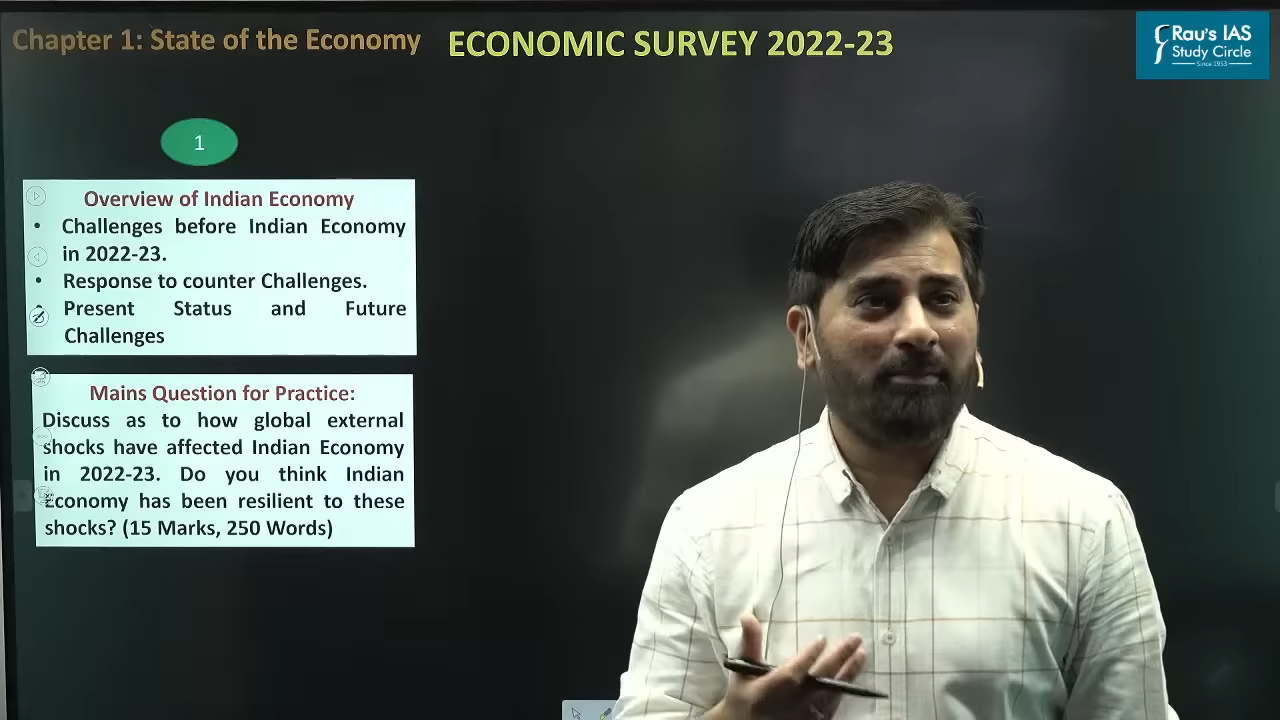 Chapter 1: State of the Economy
ECONOMIC SURVEY 2022-23
Rau's IAS
Study Circle
Since 1953
1
Overview of Indian Economy
• Challenges before Indian Economy
in 2022-23.
• Response to counter Challenges.
• Present Status and Future
Challenges
Mains Question for Practice:
Discuss as to how global external
shocks have affected Indian Economy
in 2022-23. Do you think Indian
Economy has been resilient to these
shocks? (15 Marks, 250 Words)